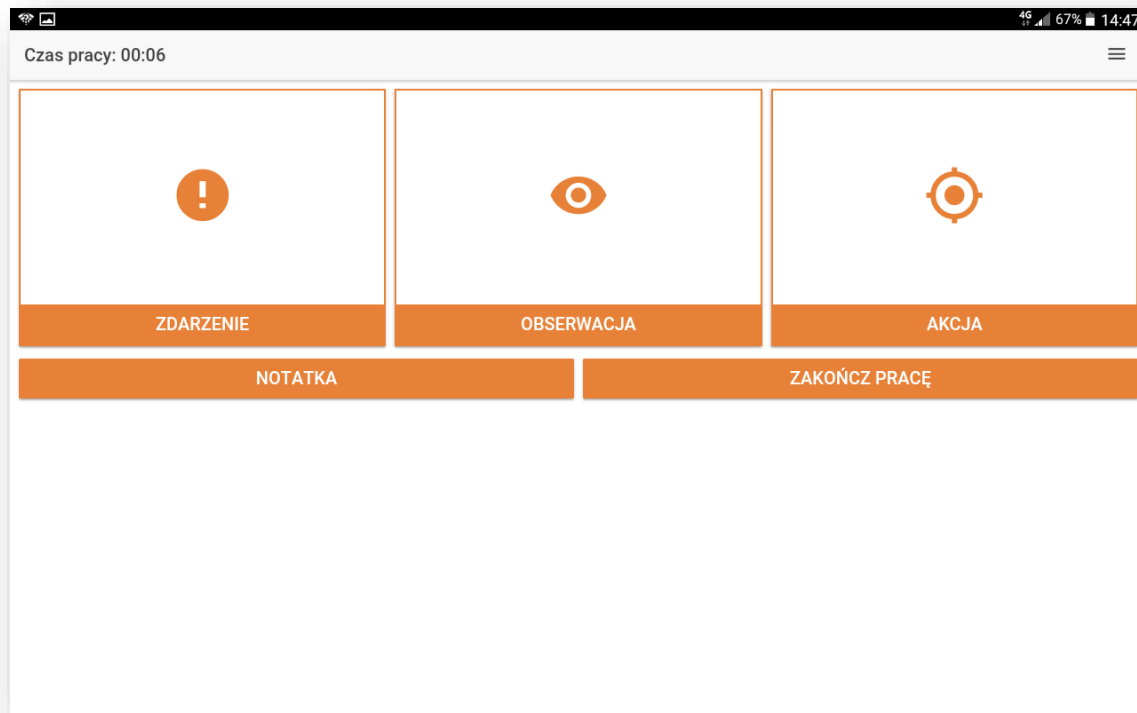 4G 67% 14:47
Czas pracy: 00:06
ZDARZENIE OBSERWACJA AKCJA
NOTATKA ZAKOŃCZ PRACĘ